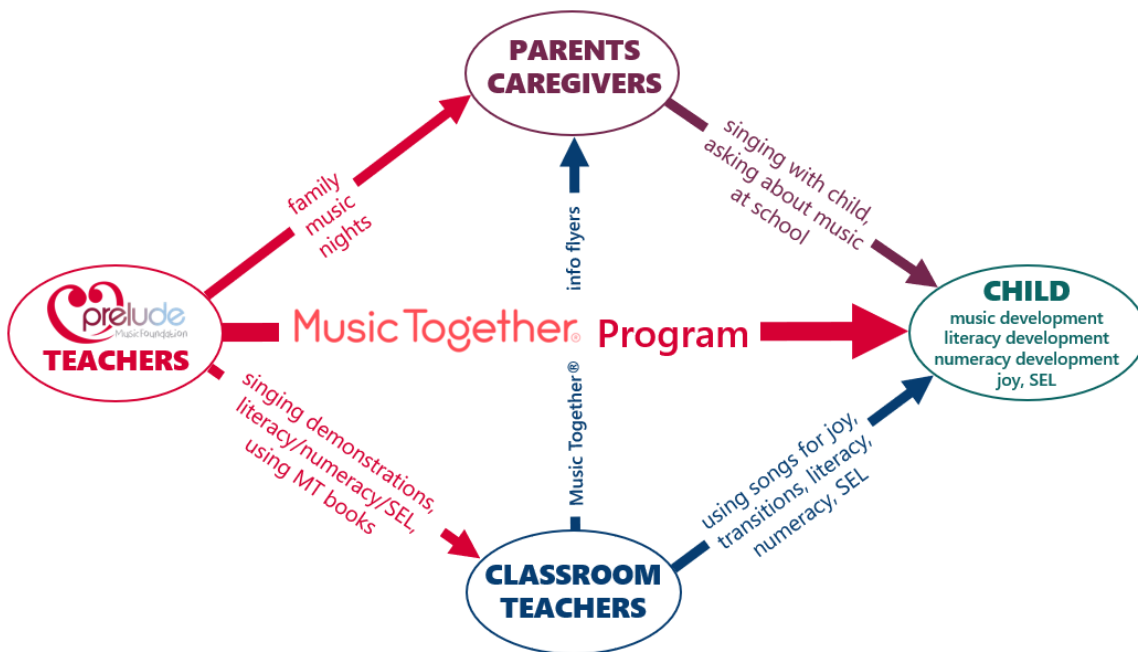 PARENTS
CAREGIVERS
family
music
nights
singing with child,
asking about music
at school
Music Together® info flyers
prelude
MusicFoundation
TEACHERS
Music Together® Program
CHILD
music development
literacy development
numeracy development
joy, SEL
singing demonstrations,
literacy/numeracy/SEL,
using MT books
using songs for joy,
transitions, literacy,
numeracy, SEL
CLASSROOM
TEACHERS